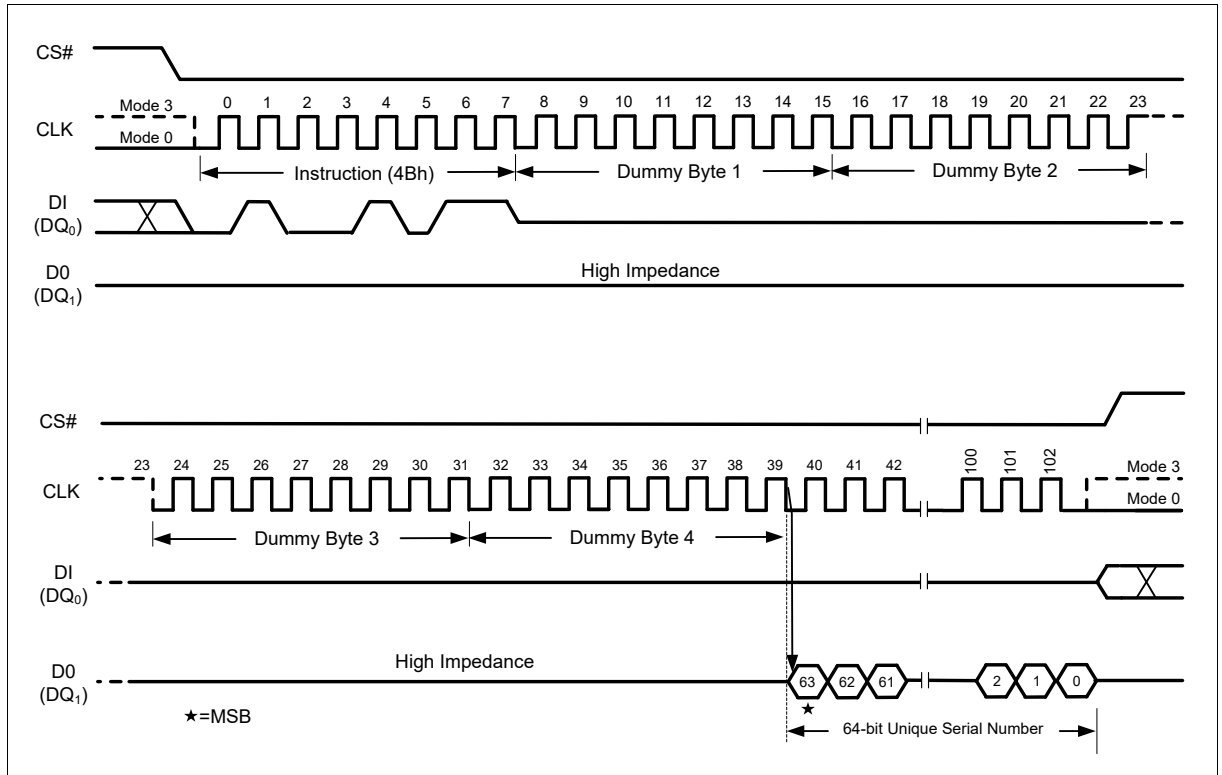 CS#
Mode 3 0 1 2 3 4 5 6 7 8 9 10 11 12 13 14 15 16 17 18 19 20 21 22 23
CLK
Mode 0
Instruction (4Bh) Dummy Byte 1 Dummy Byte 2
DI
(DQ0)
D0 High Impedance
(DQ1)
CS#
23 24 25 26 27 28 29 30 31 32 33 34 35 36 37 38 39 40 41 42 100 101 102 Mode 3
CLK
Mode 0
Dummy Byte 3 Dummy Byte 4
DI
(DQ0)
D0 High Impedance
(DQ1) 63 62 61 2 1 0
★=MSB ★
64-bit Unique Serial Number